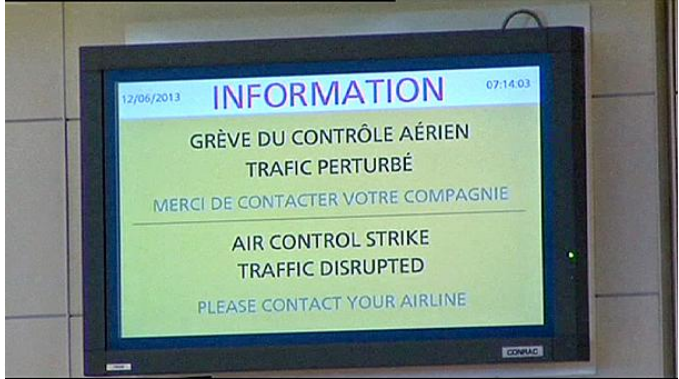 12/06/2013 INFORMATION 07:14:03
GRÈVE DU CONTRÔLE AÉRIEN
TRAFIC PERTURBÉ
MERCI DE CONTACTER VOTRE COMPAGNIE
AIR CONTROL STRIKE
TRAFFIC DISRUPTED
PLEASE CONTACT YOUR AIRLINE
CONRAC